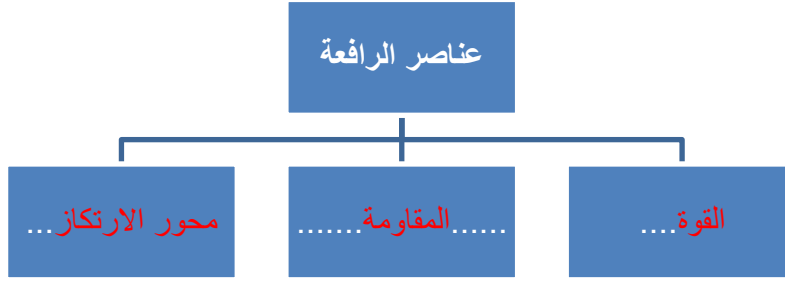 عناصر الرافعة
القوة....
......المقاومة.......
محور الارتكاز...